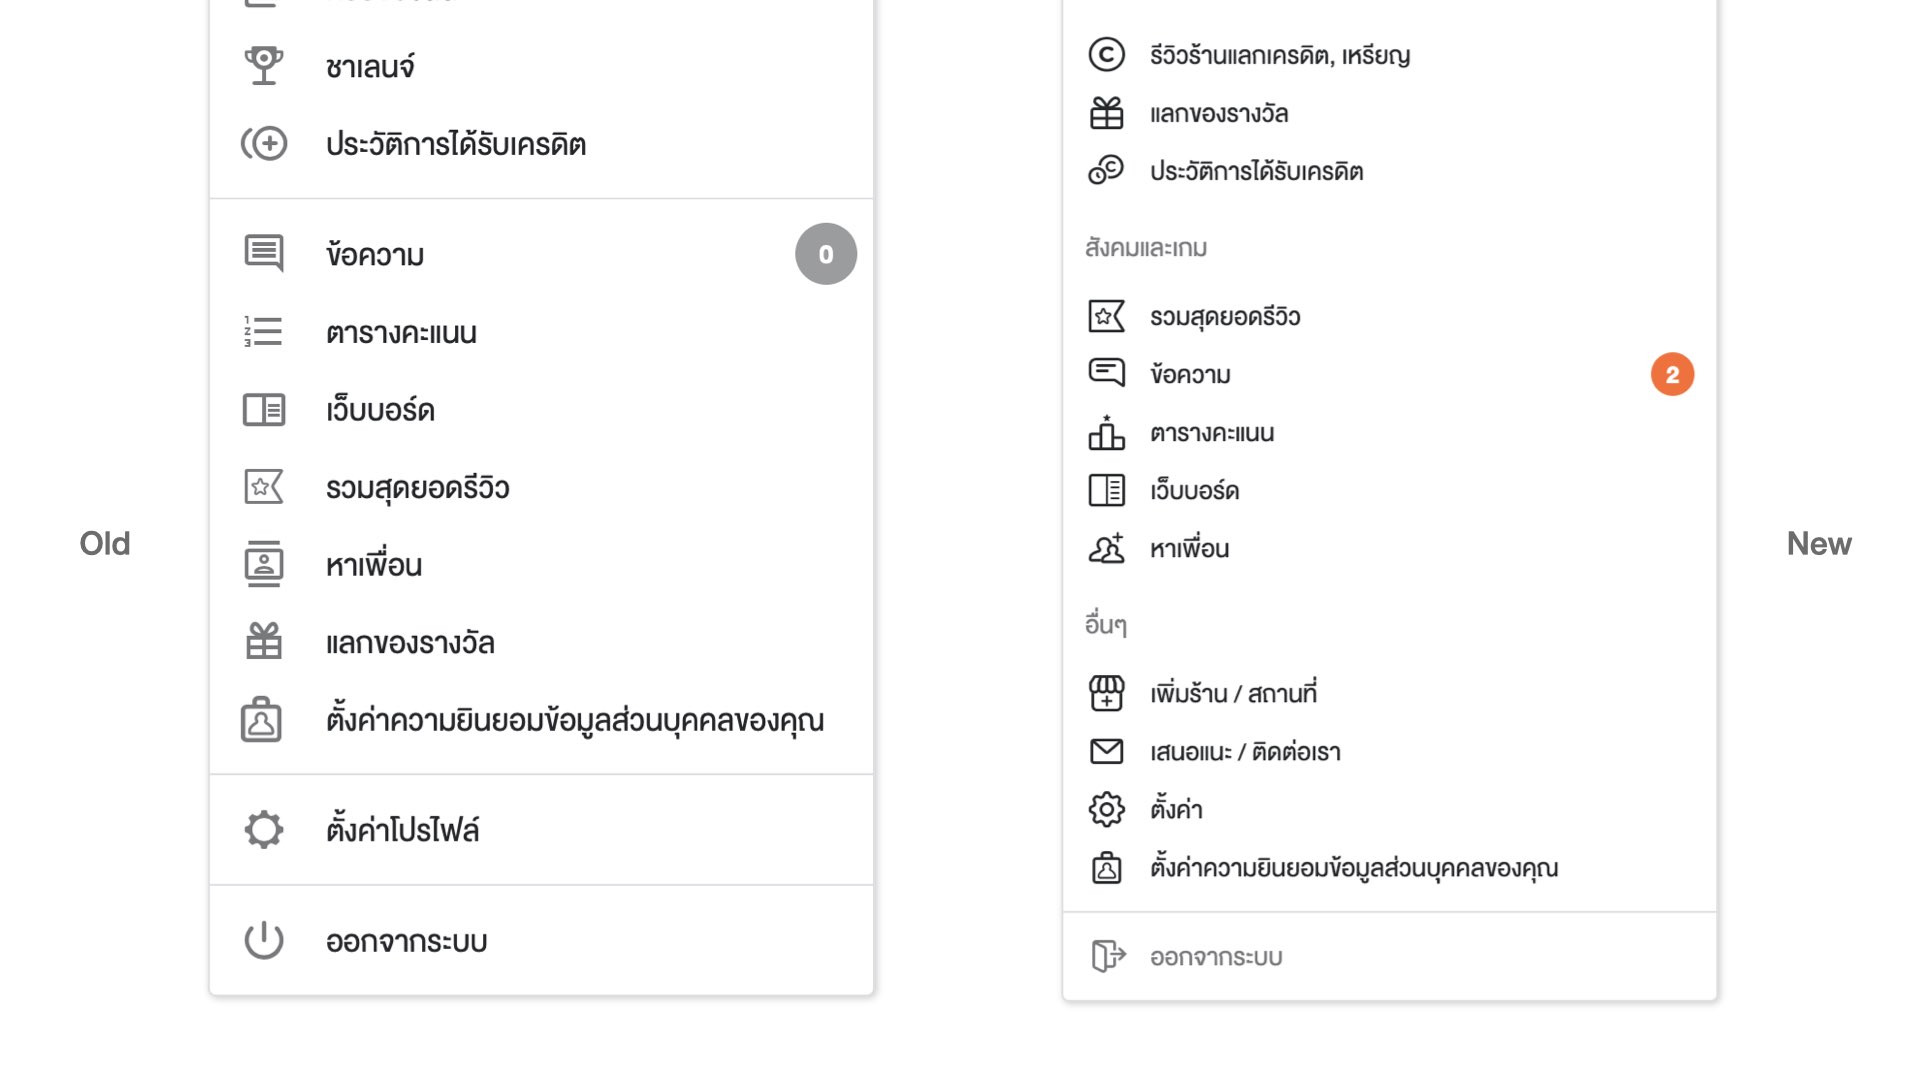 Old
ชาเลนจ์
ประวัติการได้รับเครดิต
ข้อความ 0
ตารางคะแนน
เว็บบอร์ด
รวมสุดยอดรีวิว
หาเพื่อน
แลกของรางวัล
ตั้งค่าความยินยอมข้อมูลส่วนบุคคลของคุณ
ตั้งค่าโปรไฟล์
ออกจากระบบ
รีวิวร้านแลกเครดิต, เหรียญ
แลกของรางวัล
ประวัติการได้รับเครดิต
สังคมและเกม
รวมสุดยอดรีวิว
ข้อความ 2
ตารางคะแนน
เว็บบอร์ด
หาเพื่อน
อื่นๆ
เพิ่มร้าน / สถานที่
เสนอแนะ / ติดต่อเรา
ตั้งค่า
ตั้งค่าความยินยอมข้อมูลส่วนบุคคลของคุณ
ออกจากระบบ
New